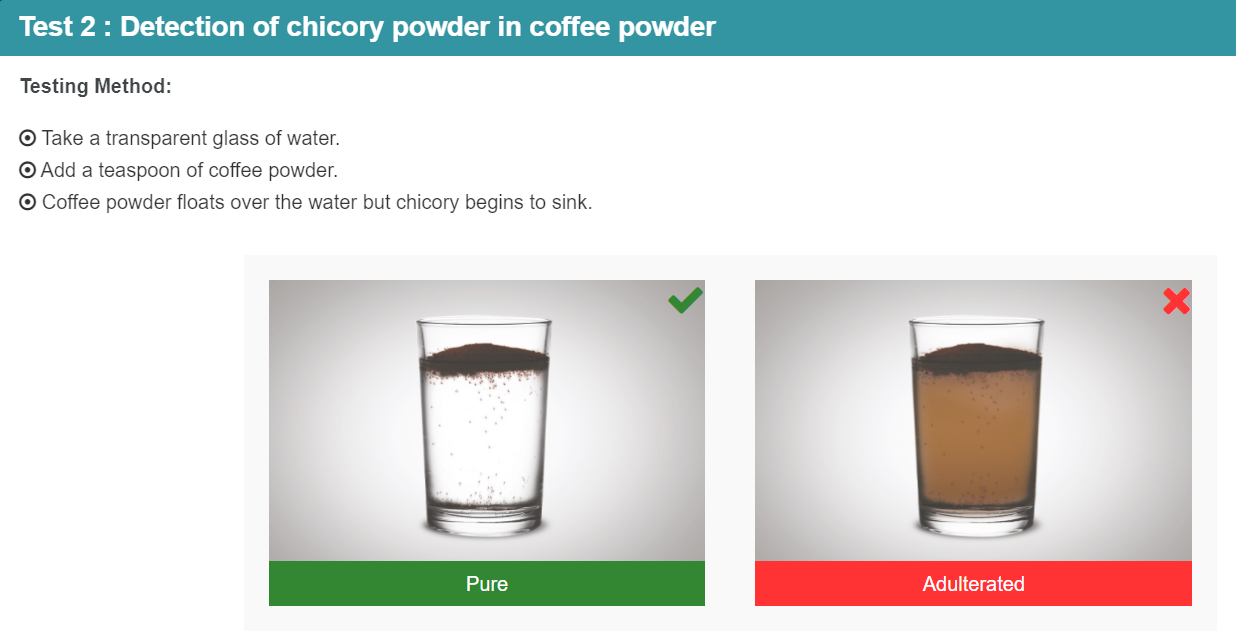 Test 2 : Detection of chicory powder in coffee powder
Testing Method:
Take a transparent glass of water.
Add a teaspoon of coffee powder.
Coffee powder floats over the water but chicory begins to sink.
Pure
Adulterated